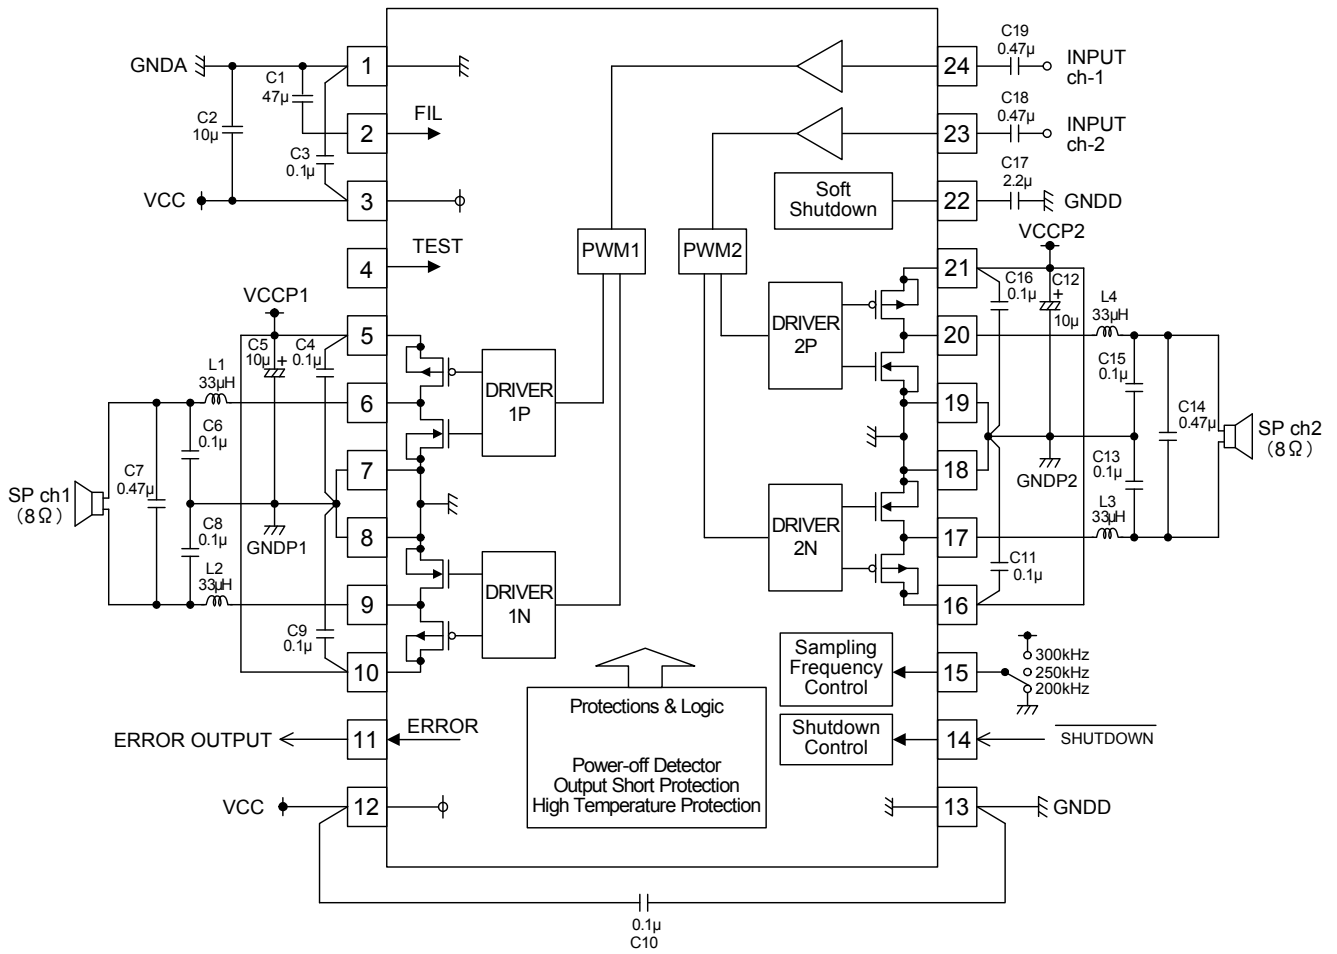 GNDA
C1
47µ
C2
10µ
C3
0.1µ
VCC
1
2
3
4
FIL
TEST
VCCP1
C5
10µ
+
C4
0.1µ
L1
33µH
C6
0.1µ
C7
0.47µ
SP ch1
(8Ω)
C8
0.1µ
GNDP1
L2
33µH
C9
0.1µ
5
6
7
8
9
10
11
12
ERROR OUTPUT
ERROR
VCC
DRIVER
1P
DRIVER
1N
PWM1
PWM2
Soft
Shutdown
DRIVER
2P
DRIVER
2N
Protections & Logic
Power-off Detector
Output Short Protection
High Temperature Protection
Sampling
Frequency
Control
Shutdown
Control
24
23
22
21
20
19
18
17
16
15
14
13
C19
0.47µ
INPUT
ch-1
C18
0.47µ
INPUT
ch-2
C17
2.2µ
GNDD
VCCP2
C16
0.1µ
C12
+
10µ
L4
33µH
C15
0.1µ
C14
0.47µ
SP ch2
(8Ω)
C13
0.1µ
GNDP2
L3
33µH
C11
0.1µ
300kHz
250kHz
200kHz
SHUTDOWN
GNDD
0.1µ
C10